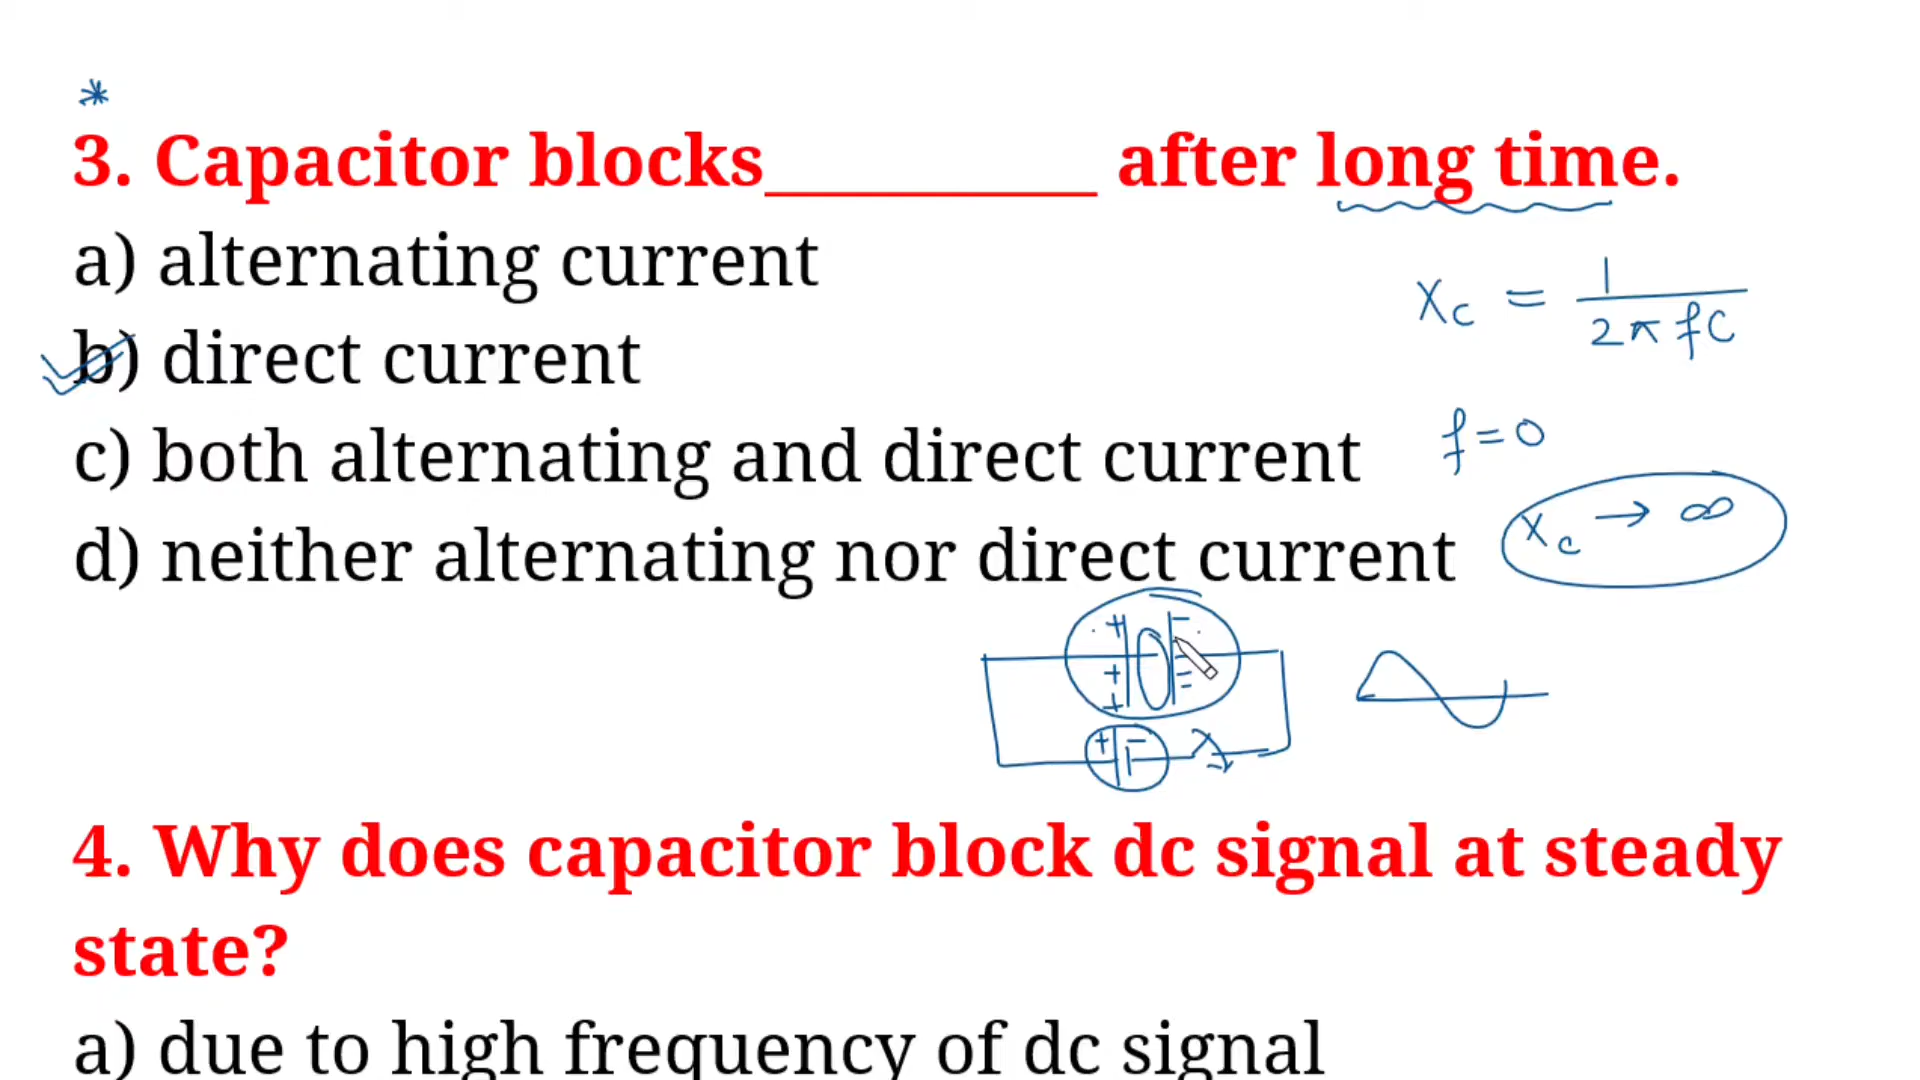 *
3. Capacitor blocks__________ after long time.
a) alternating current
b) direct current
c) both alternating and direct current
d) neither alternating nor direct current
Xc = 1 / 2πfC
f=0
Xc → ∞
+ -
+ =
+
+ -
4. Why does capacitor block dc signal at steady
state?
a) due to high frequency of dc signal